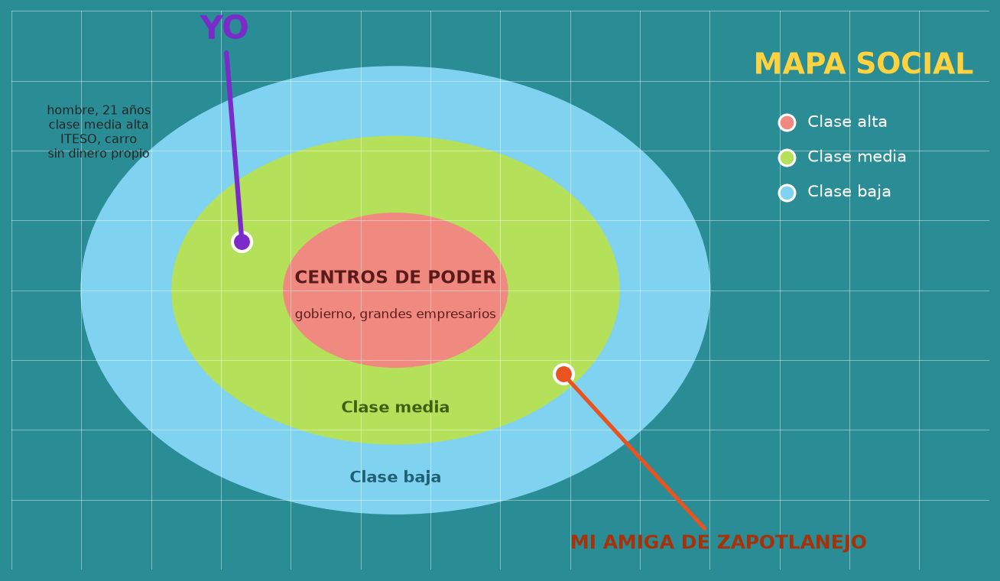 YO
MAPA SOCIAL
hombre, 21 años
clase media alta
ITESO, carro
sin dinero propio
Clase alta
Clase media
Clase baja
CENTROS DE PODER
gobierno, grandes empresarios
Clase media
Clase baja
MI AMIGA DE ZAPOTLANEJO